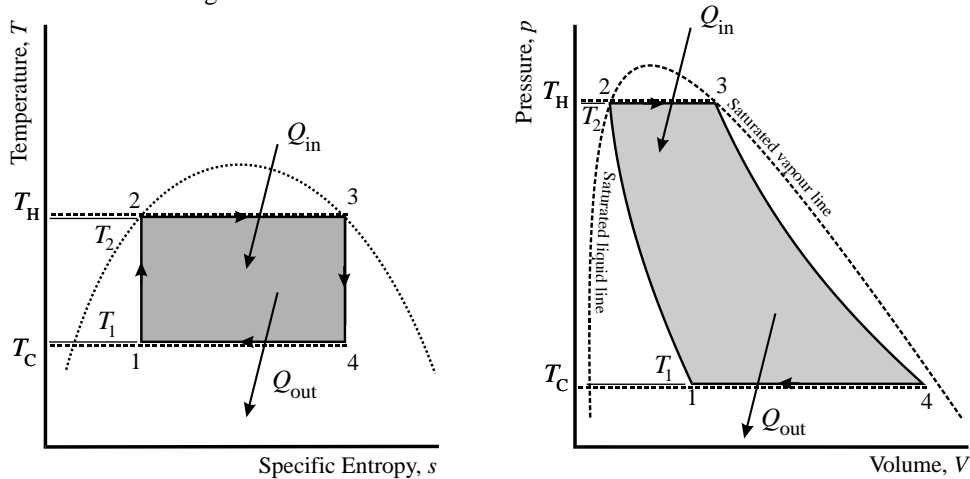 Temperature, T
Q_in
2
3
T_H
T_2
T_1
T_C
1
4
Q_out
Specific Entropy, s
Pressure, p
Q_in
2
3
T_H
T_2
Saturated vapour line
Saturated liquid line
T_1
T_C
1
4
Q_out
Volume, V